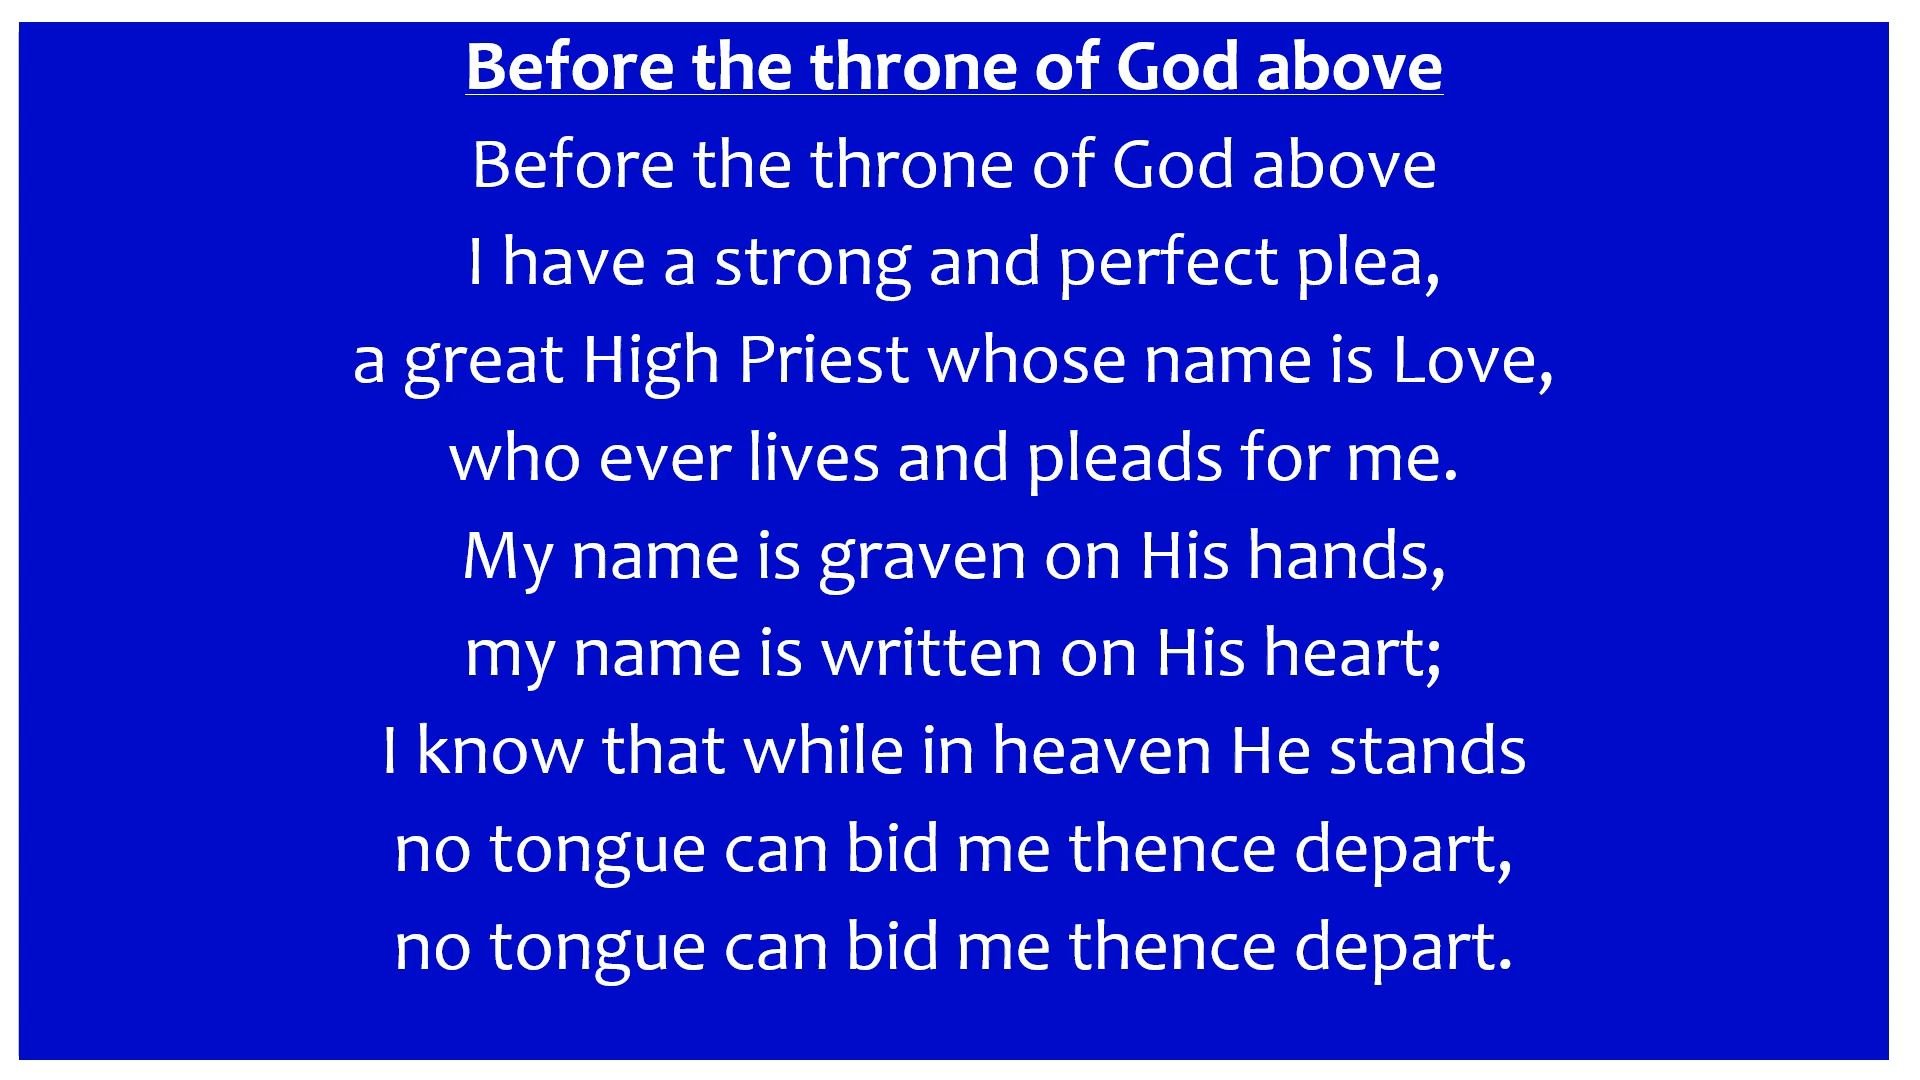 Before the throne of God above
Before the throne of God above
I have a strong and perfect plea,
a great High Priest whose name is Love,
who ever lives and pleads for me.
My name is graven on His hands,
my name is written on His heart;
I know that while in heaven He stands
no tongue can bid me thence depart,
no tongue can bid me thence depart.